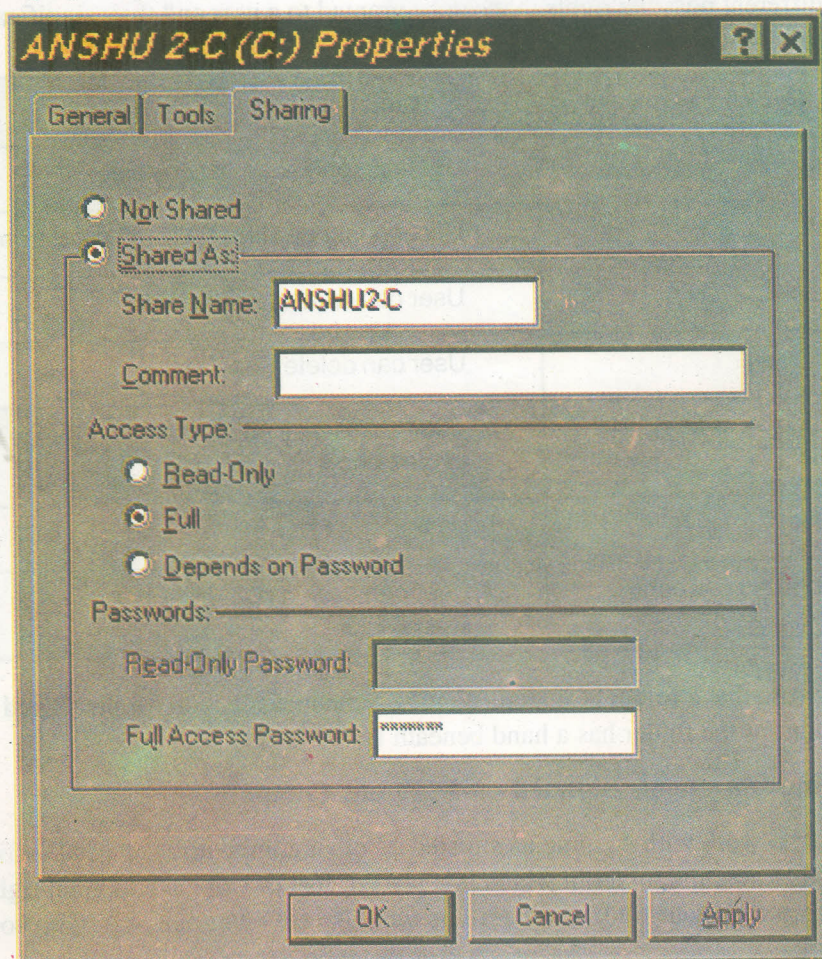 ANSHU 2-C (C:) Properties
General Tools Sharing
Not Shared
Shared As:
Share Name: ANSHU2-C
Comment:
Access Type:
Read-Only
Full
Depends on Password
Passwords:
Read-Only Password:
Full Access Password: ********
OK Cancel Apply